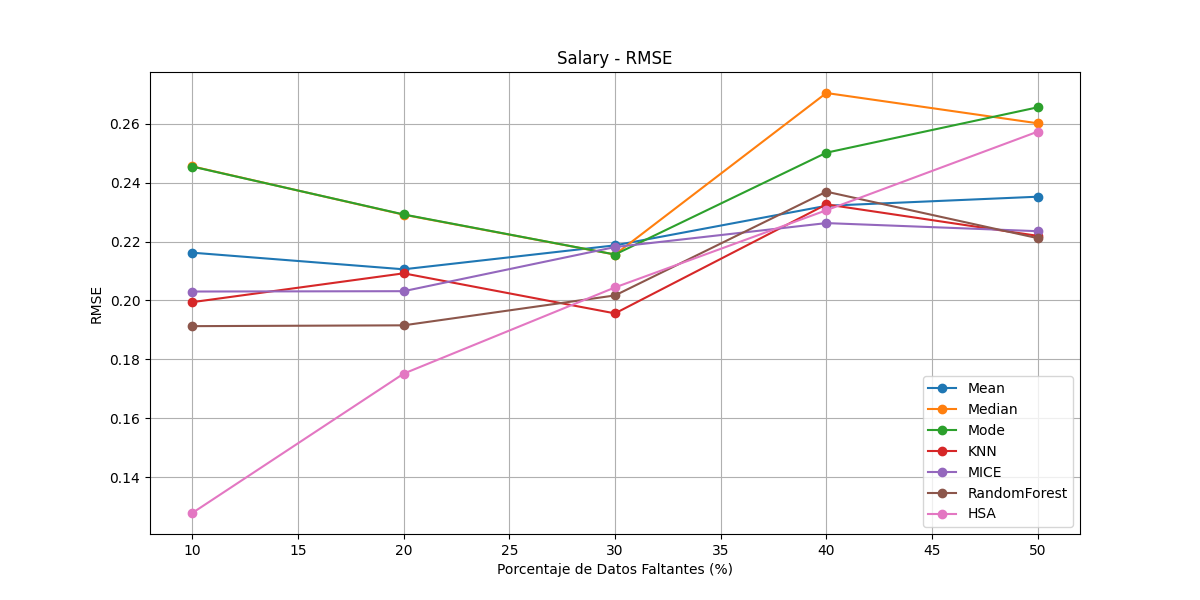 Salary - RMSE
RMSE
0.26
0.24
0.22
0.20
0.18
0.16
0.14
10 15 20 25 30 35 40 45 50
Porcentaje de Datos Faltantes (%)
Mean
Median
Mode
KNN
MICE
RandomForest
HSA